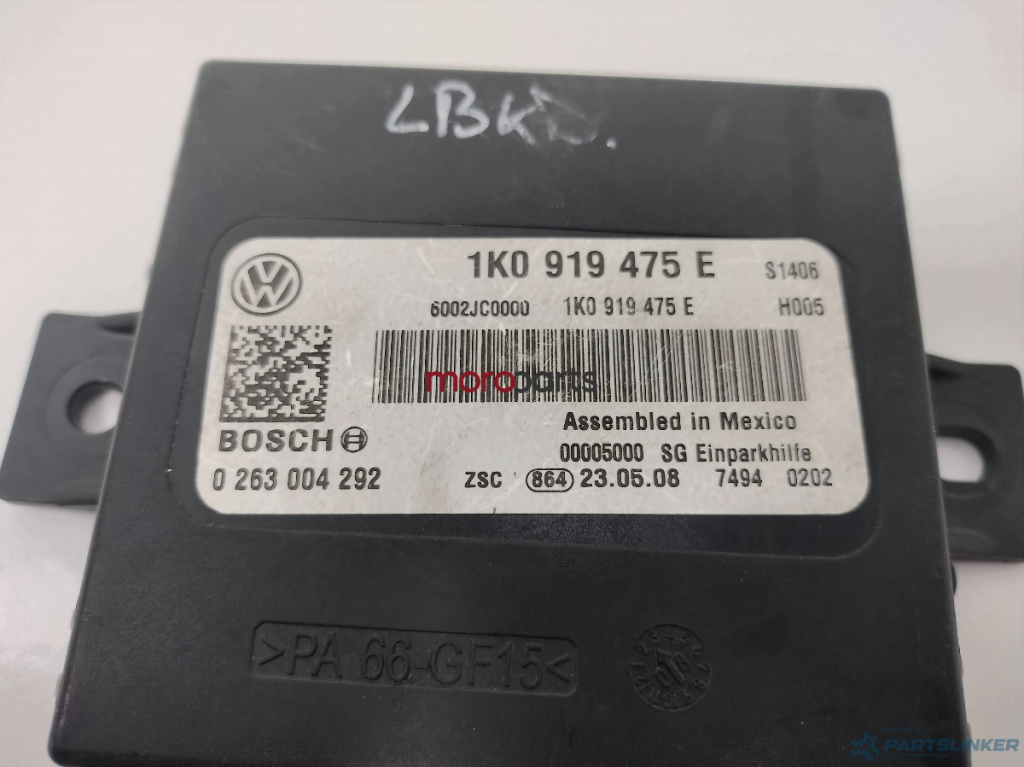 LBK
1K0 919 475 E S1406
6002JC0000 1K0 919 475 E H005
moroparts
Assembled in Mexico
BOSCH
00005000 SG Einparkhilfe
0 263 004 292 ZSC 864 23.05.08 7494 0202
>PA 66-GF15<
PARTSLINKER